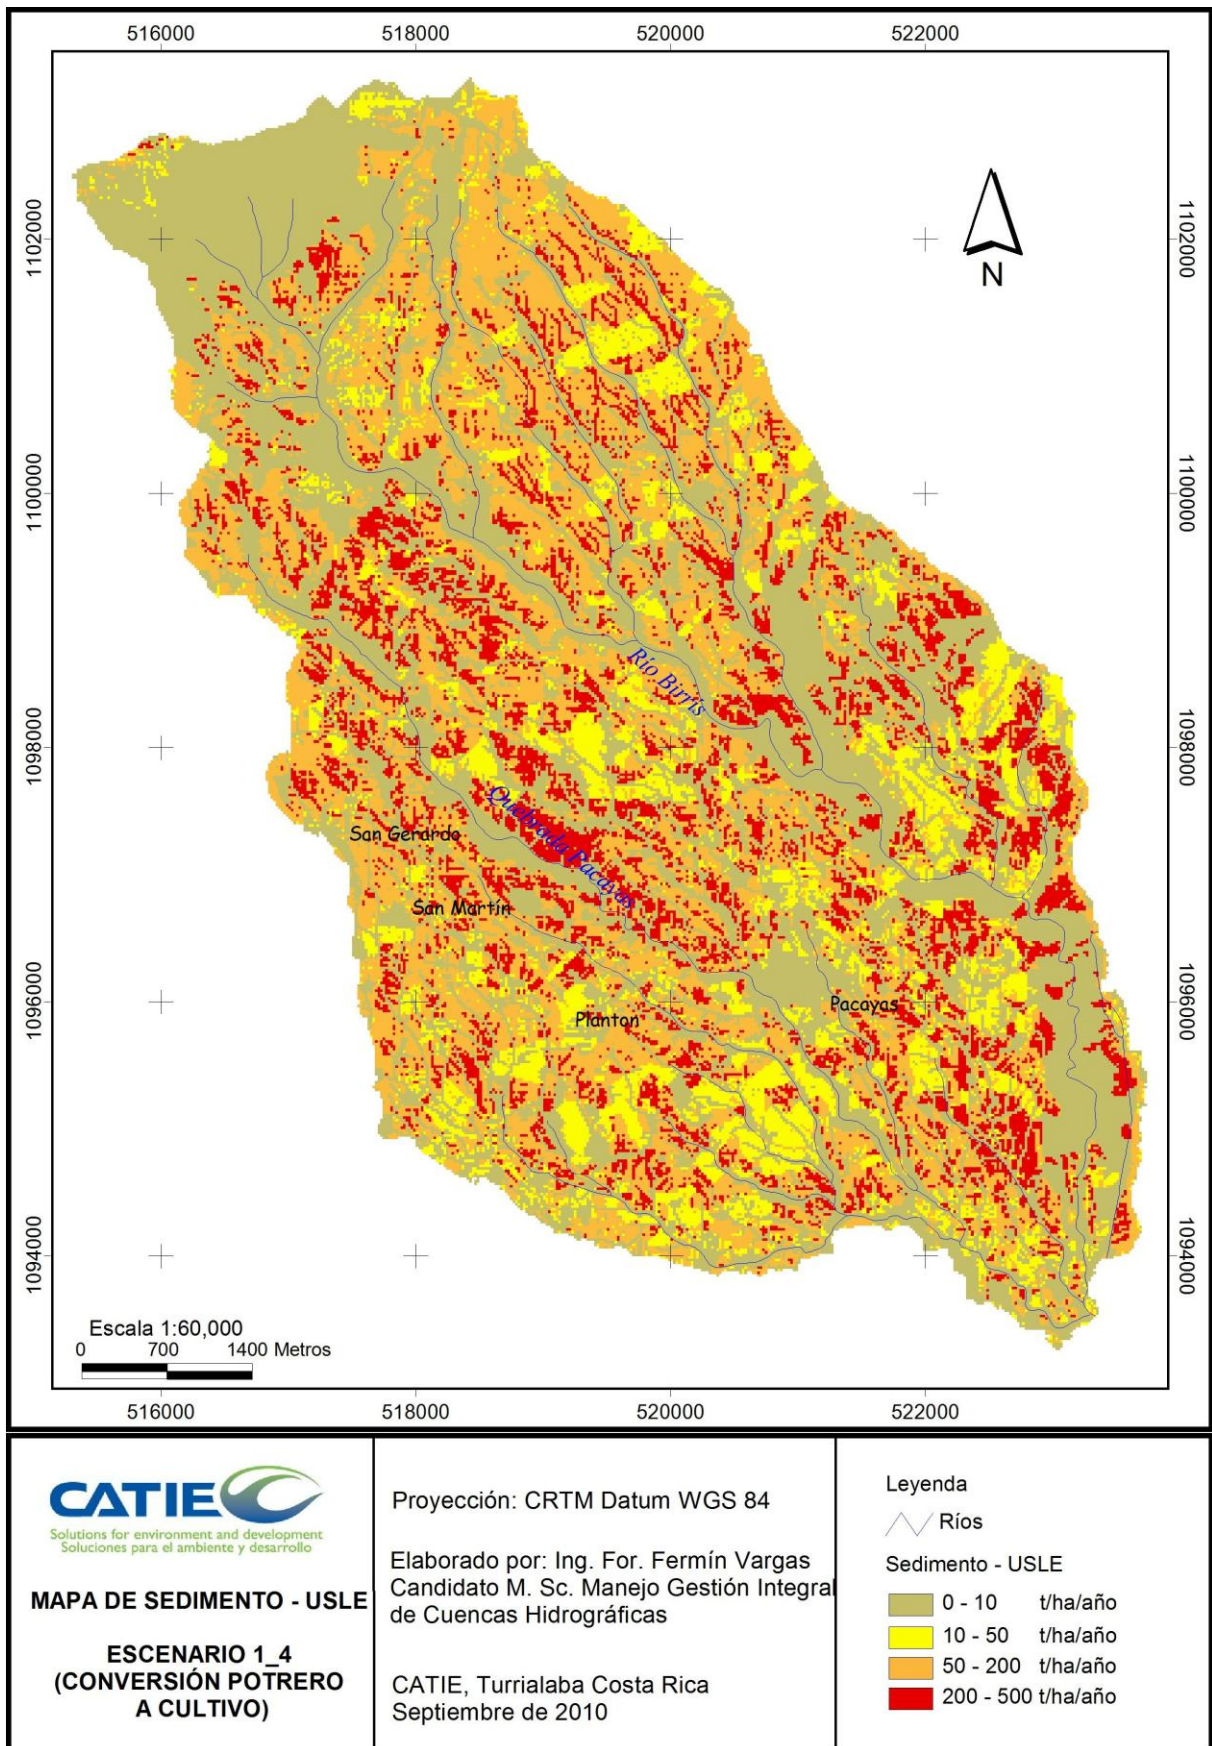 516000 518000 520000 522000
1102000 1102000
N
1100000 1100000
Rio Birris
1098000 1098000
Quebrada Pacayas
San Gerardo
San Martín
1096000 1096000
Pacayas
Planton
1094000 1094000
Escala 1:60,000
0 700 1400 Metros
516000 518000 520000 522000
CATIE
Solutions for environment and development
Soluciones para el ambiente y desarrollo
MAPA DE SEDIMENTO - USLE
ESCENARIO 1_4
(CONVERSIÓN POTRERO
A CULTIVO)
Proyección: CRTM Datum WGS 84
Elaborado por: Ing. For. Fermín Vargas
Candidato M. Sc. Manejo Gestión Integral
de Cuencas Hidrográficas
CATIE, Turrialaba Costa Rica
Septiembre de 2010
Leyenda
Ríos
Sedimento - USLE
0 - 10 t/ha/año
10 - 50 t/ha/año
50 - 200 t/ha/año
200 - 500 t/ha/año